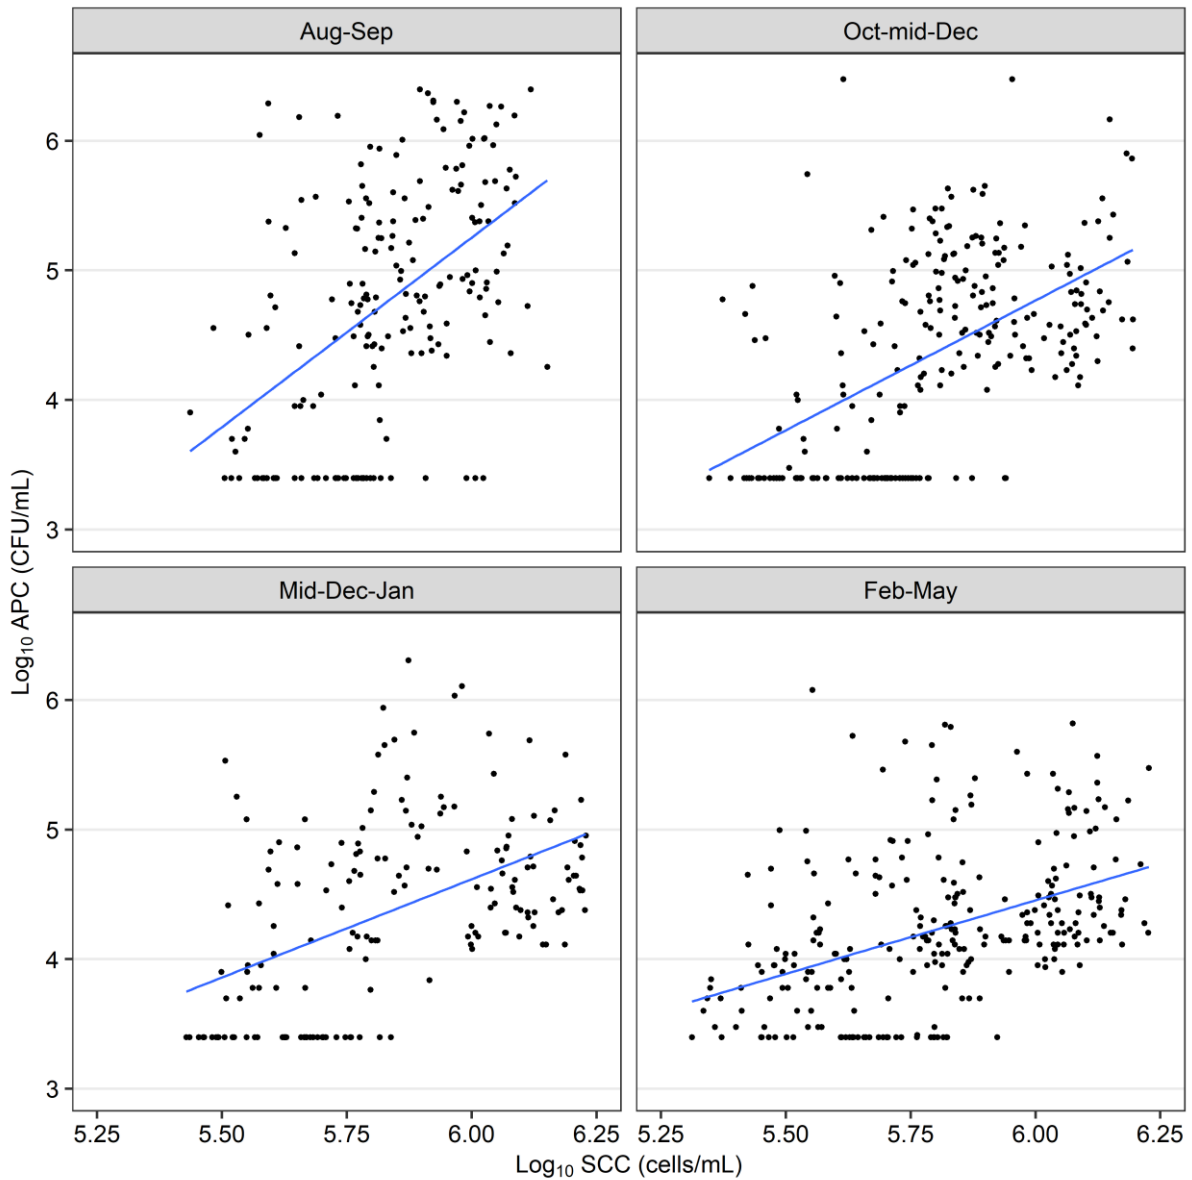 Aug-Sep
Oct-mid-Dec
6
5
4
3
Mid-Dec-Jan
Feb-May
6
5
4
3
5.25 5.50 5.75 6.00 6.25
5.25 5.50 5.75 6.00 6.25
Log₁₀ SCC (cells/mL)
Log₁₀ APC (CFU/mL)